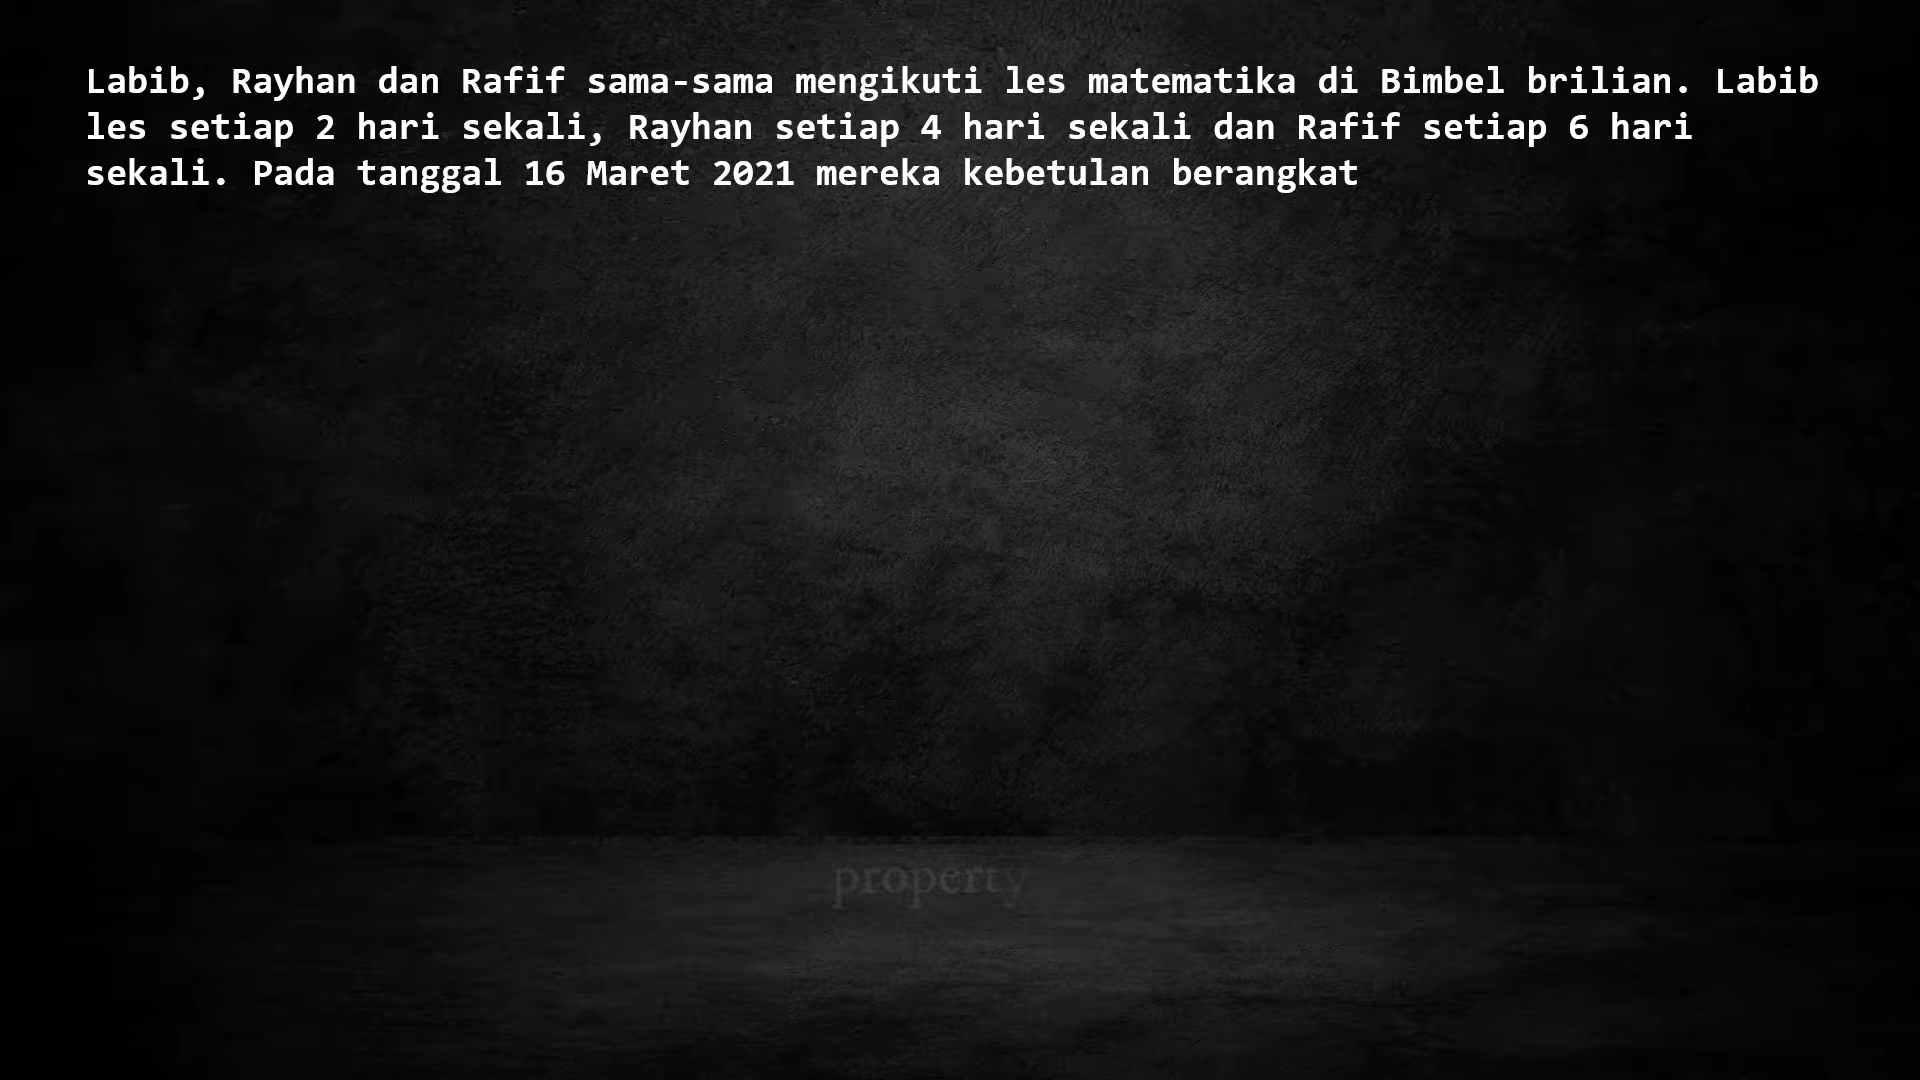 Labib, Rayhan dan Rafif sama-sama mengikuti les matematika di Bimbel brilian. Labib
les setiap 2 hari sekali, Rayhan setiap 4 hari sekali dan Rafif setiap 6 hari
sekali. Pada tanggal 16 Maret 2021 mereka kebetulan berangkat
property